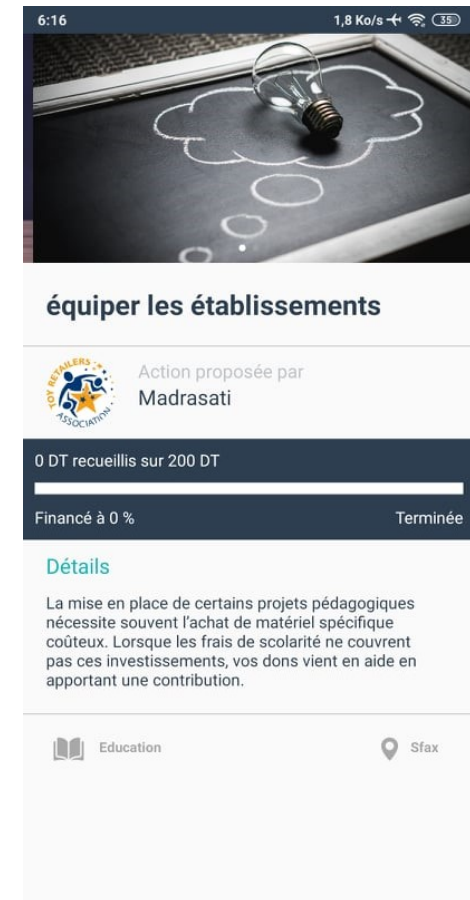 6:16
1,8 Ko/s
35
équiper les établissements
TOY RETAILERS
ASSOCIATION
Action proposée par
Madrasati
0 DT recueillis sur 200 DT
Financé à 0 %
Terminée
Détails
La mise en place de certains projets pédagogiques
nécessite souvent l’achat de matériel spécifique
coûteux. Lorsque les frais de scolarité ne couvrent
pas ces investissements, vos dons vient en aide en
apportant une contribution.
Education
Sfax